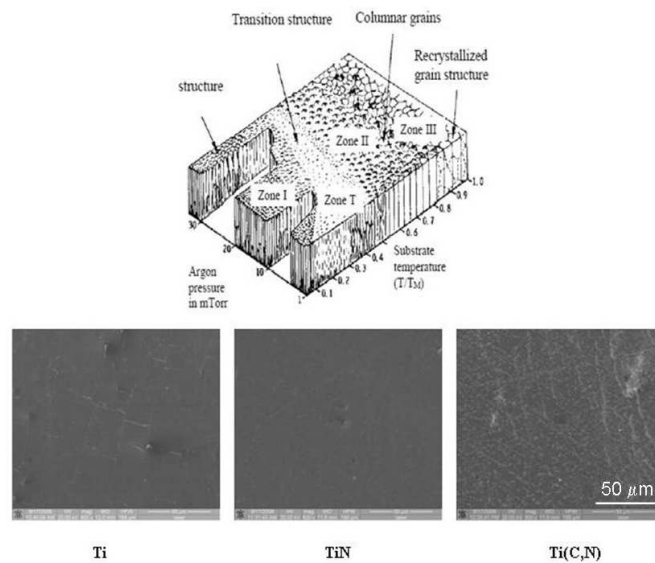 Transition structure
Columnar grains
Recrystallized
grain structure
structure
Zone III
Zone II
Zone I
Zone T
1.0
0.9
0.8
0.7
0.6
0.5
0.4
0.3
0.2
0.1
30
20
10
1
Substrate
temperature
(T/TM)
Argon
pressure
in mTorr
50 μm
Ti
TiN
Ti(C,N)